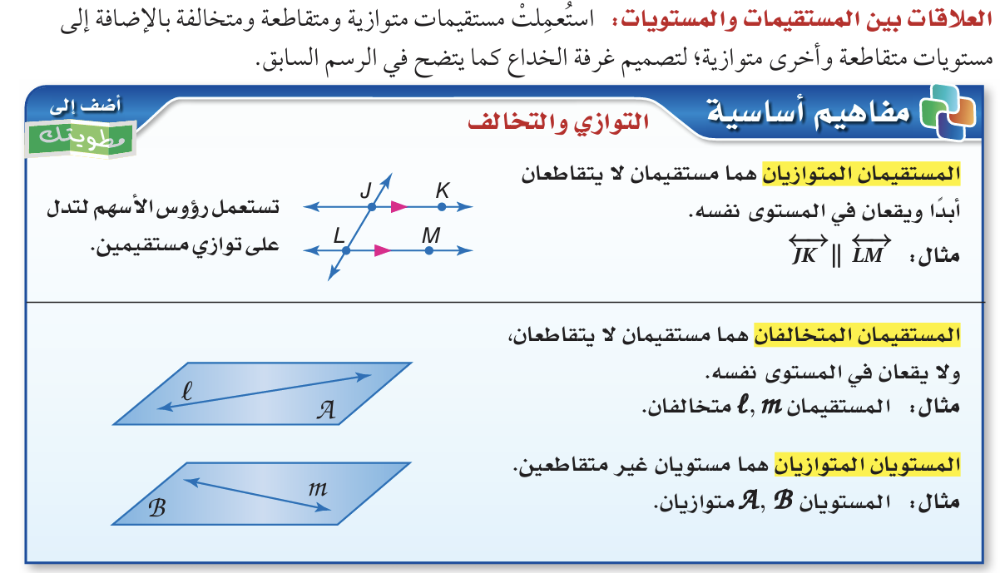 العلاقات بين المستقيمات والمستويات: استُعمِلتْ مستقيمات متوازية ومتقاطعة ومتخالفة بالإضافة إلى
مستويات متقاطعة وأخرى متوازية؛ لتصميم غرفة الخداع كما يتضح في الرسم السابق.
مفاهيم أساسية
التوازي والتخالف
أضف إلى
مطويتك
المستقيمان المتوازيان هما مستقيمان لا يتقاطعان
أبدًا ويقعان في المستوى نفسه.
مثال: JK || LM
J K
L M
تستعمل رؤوس الأسهم لتدل
على توازي مستقيمين.
المستقيمان المتخالفان هما مستقيمان لا يتقاطعان،
ولا يقعان في المستوى نفسه.
مثال: المستقيمان ℓ, m متخالفان.
ℓ
A
المستويان المتوازيان هما مستويان غير متقاطعين.
مثال: المستويان A, B متوازيان.
m
B